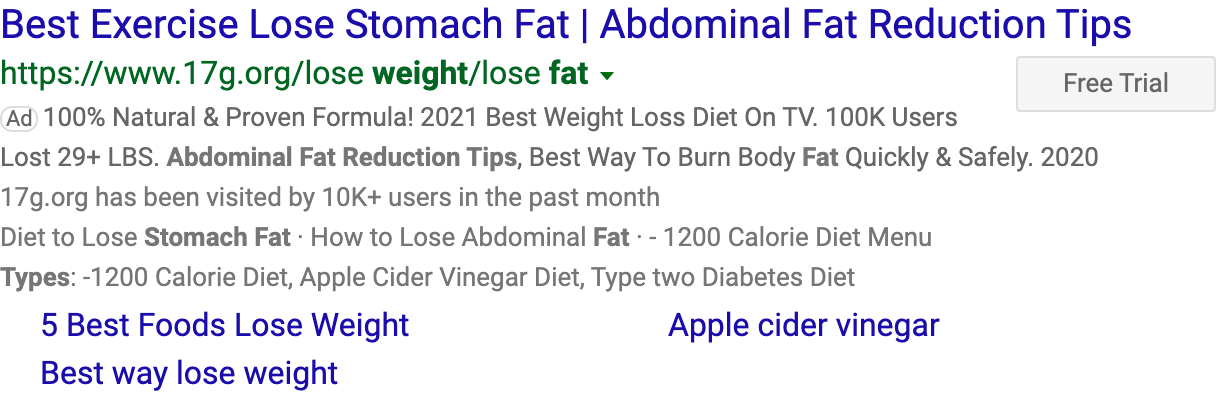 Best Exercise Lose Stomach Fat | Abdominal Fat Reduction Tips
https://www.17g.org/lose weight/lose fat
Free Trial
Ad 100% Natural & Proven Formula! 2021 Best Weight Loss Diet On TV. 100K Users
Lost 29+ LBS. Abdominal Fat Reduction Tips, Best Way To Burn Body Fat Quickly & Safely. 2020
17g.org has been visited by 10K+ users in the past month
Diet to Lose Stomach Fat · How to Lose Abdominal Fat · - 1200 Calorie Diet Menu
Types: -1200 Calorie Diet, Apple Cider Vinegar Diet, Type two Diabetes Diet
5 Best Foods Lose Weight
Apple cider vinegar
Best way lose weight